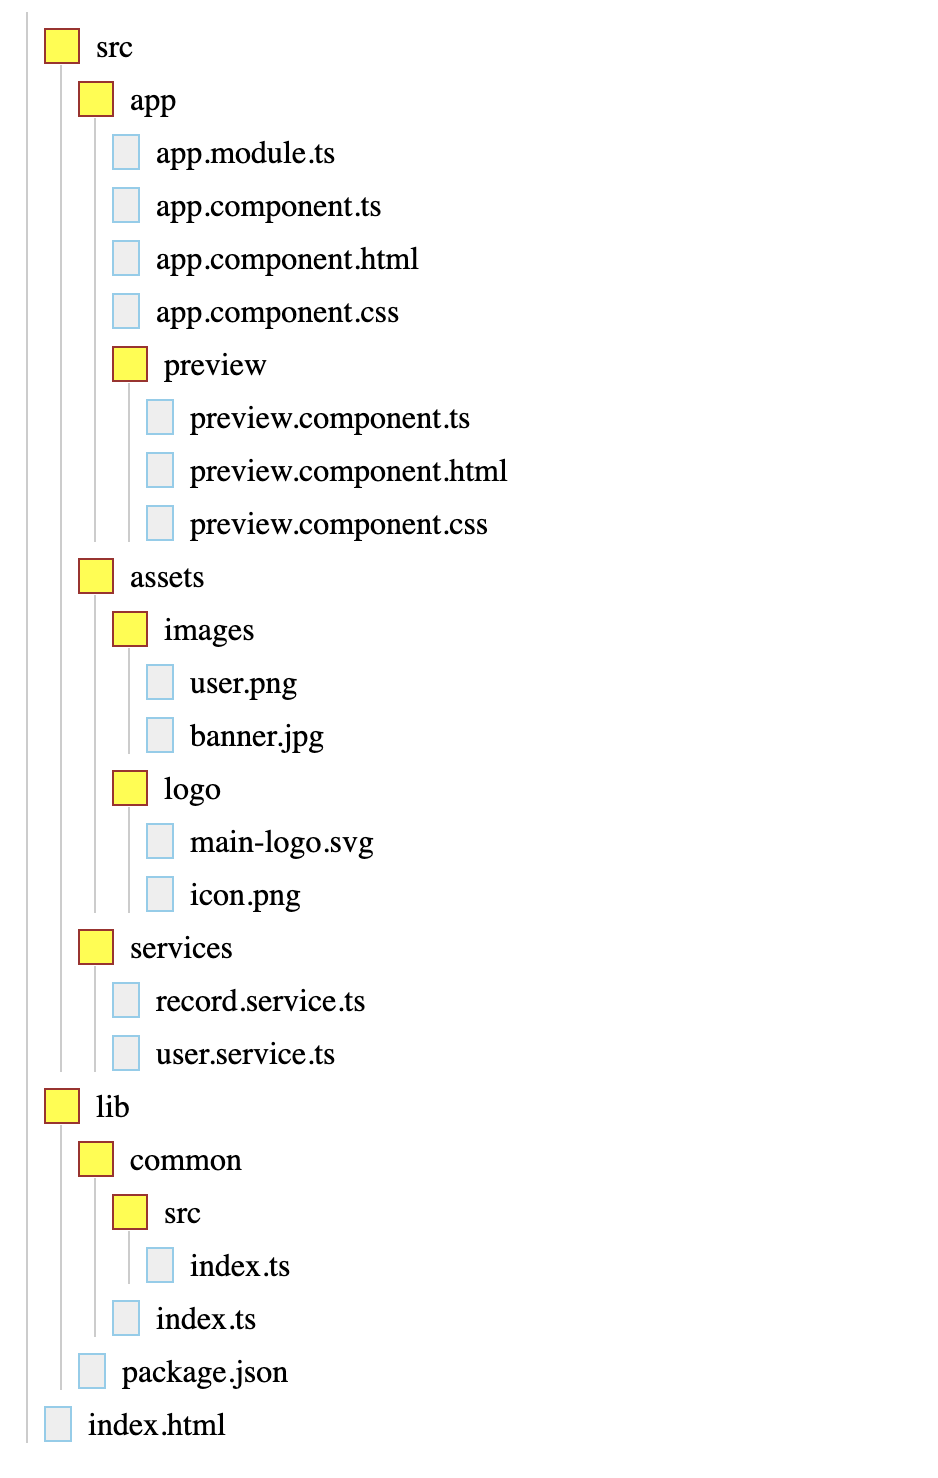 src
app
app.module.ts
app.component.ts
app.component.html
app.component.css
preview
preview.component.ts
preview.component.html
preview.component.css
assets
images
user.png
banner.jpg
logo
main-logo.svg
icon.png
services
record.service.ts
user.service.ts
lib
common
src
index.ts
index.ts
package.json
index.html